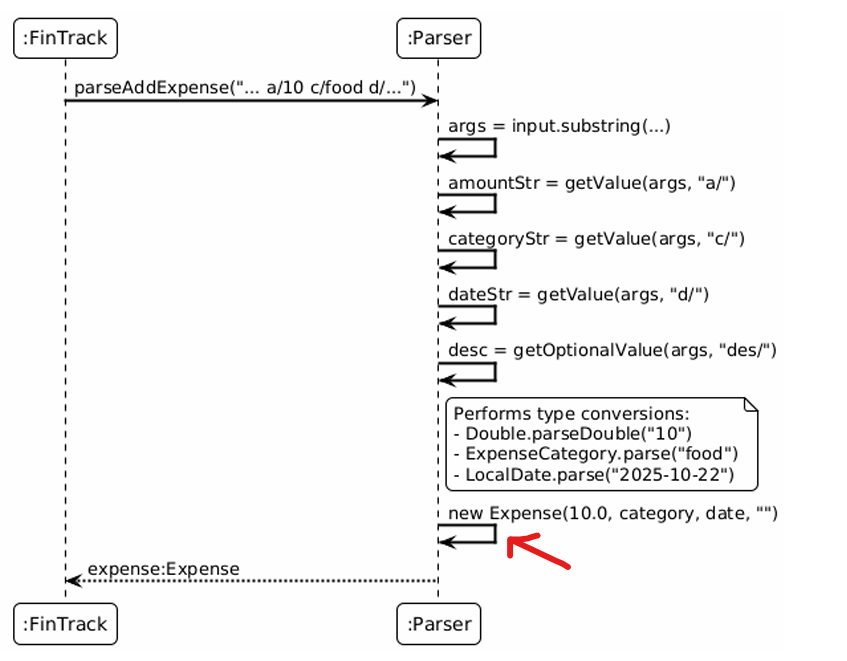 :FinTrack
:Parser
parseAddExpense("... a/10 c/food d/...")
args = input.substring(...)
amountStr = getValue(args, "a/")
categoryStr = getValue(args, "c/")
dateStr = getValue(args, "d/")
desc = getOptionalValue(args, "des/")
Performs type conversions:
- Double.parseDouble("10")
- ExpenseCategory.parse("food")
- LocalDate.parse("2025-10-22")
new Expense(10.0, category, date, "")
expense:Expense
:FinTrack
:Parser